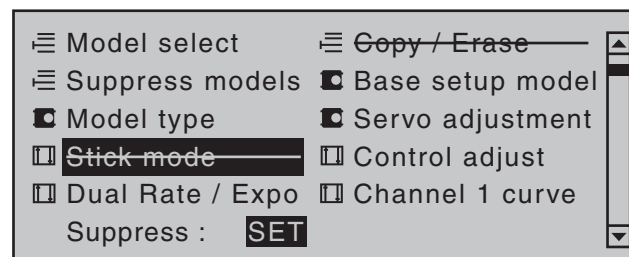 Model select Copy / Erase
Suppress models Base setup model
Model type Servo adjustment
Stick mode Control adjust
Dual Rate / Expo Channel 1 curve
Suppress : SET